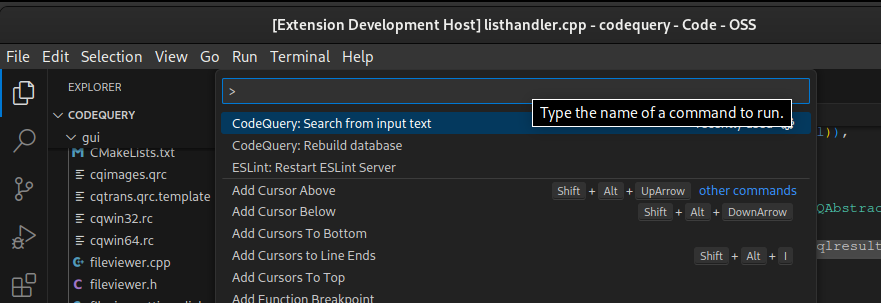 [Extension Development Host] listhandler.cpp - codequery - Code - OSS
File Edit Selection View Go Run Terminal Help
EXPLORER
CODEQUERY
gui
CMakeLists.txt
cqimages.qrc
cqtrans.qrc.template
cqwin32.rc
cqwin64.rc
fileviewer.cpp
fileviewer.h
>
Type the name of a command to run.
CodeQuery: Search from input text
CodeQuery: Rebuild database
ESLint: Restart ESLint Server
Add Cursor Above Shift + Alt + UpArrow other commands
Add Cursor Below Shift + Alt + DownArrow
Add Cursors To Bottom
Add Cursors to Line Ends Shift + Alt + I
Add Cursors To Top
Add Function Breakpoint
l)),
QAbstrac
qlresult